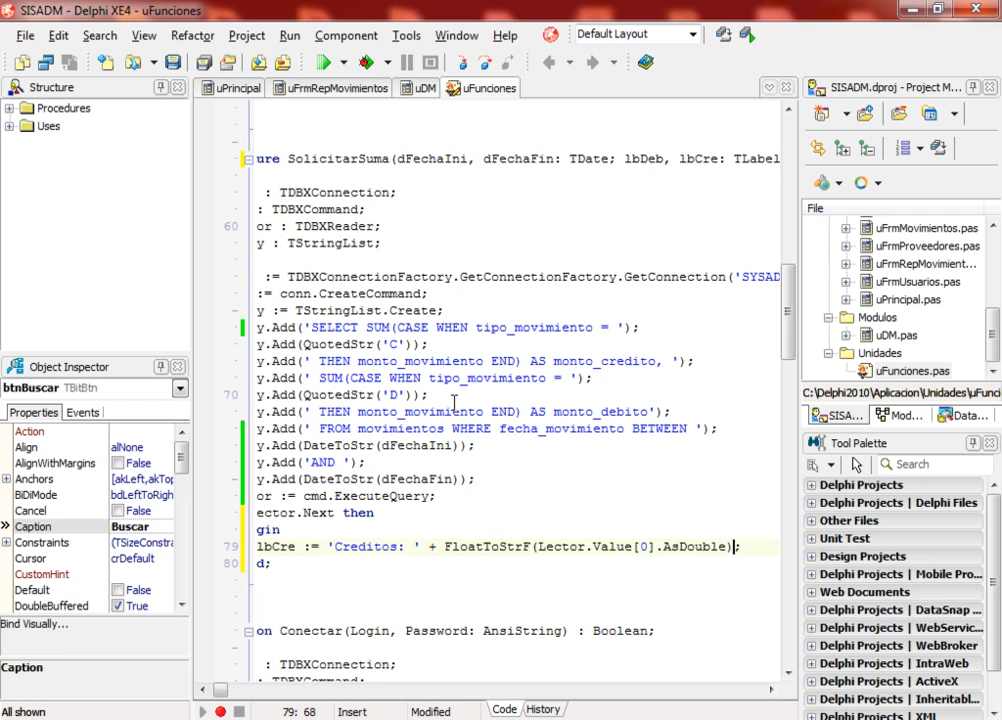 SISADM - Delphi XE4 - uFunciones
File Edit Search View Refactor Project Run Component Tools Window Help
Default Layout
Structure
Procedures
Uses
uPrincipal uFrmRepMovimientos uDM uFunciones
ure SolicitarSuma(dFechaIni, dFechaFin: TDate; lbDeb, lbCre: TLabel
: TDBXConnection;
: TDBXCommand;
60 or : TDBXReader;
y : TStringList;
:= TDBXConnectionFactory.GetConnectionFactory.GetConnection('SYSAD
:= conn.CreateCommand;
y := TStringList.Create;
y.Add('SELECT SUM(CASE WHEN tipo_movimiento = ');
y.Add(QuotedStr('C'));
y.Add(' THEN monto_movimiento END) AS monto_credito, ');
y.Add(' SUM(CASE WHEN tipo_movimiento = ');
70 y.Add(QuotedStr('D'));
y.Add(' THEN monto_movimiento END) AS monto_debito');
y.Add(' FROM movimientos WHERE fecha_movimiento BETWEEN ');
y.Add(DateToStr(dFechaIni));
y.Add('AND ');
y.Add(DateToStr(dFechaFin));
or := cmd.ExecuteQuery;
ector.Next then
gin
79 lbCre := 'Creditos: ' + FloatToStrF(Lector.Value[0].AsDouble);
80 d;
on Conectar(Login, Password: AnsiString) : Boolean;
: TDBXConnection;
: TDBXCommand;
79: 68 Insert Modified Code History
Object Inspector
btnBuscar TBitBtn
Properties Events
Action
Align alNone
AlignWithMargins False
Anchors [akLeft,akTop
BiDiMode bdLeftToRigh
Cancel False
Caption Buscar
Constraints (TSizeConstrai
Cursor crDefault
CustomHint
Default False
DoubleBuffered True
Bind Visually...
Caption
All shown
SISADM.dproj - Project M...
File
uFrmMovimientos.pas
uFrmProveedores.pas
uFrmRepMovimient...
uFrmUsuarios.pas
uPrincipal.pas
Modulos
uDM.pas
Unidades
uFunciones.pas
C:\Delphi2010\Aplicacion\Unidades\uFuncio
SISA... Mod... Data...
Tool Palette
Search
Delphi Projects
Delphi Projects | Delphi Files
Other Files
Unit Test
Design Projects
Delphi Projects | Mobile Pro...
Web Documents
Delphi Projects | DataSnap ...
Delphi Projects | WebServic...
Delphi Projects | WebBroker
Delphi Projects | IntraWeb
Delphi Projects | ActiveX
Delphi Projects | Inheritabl...
Delphi Projects | XML